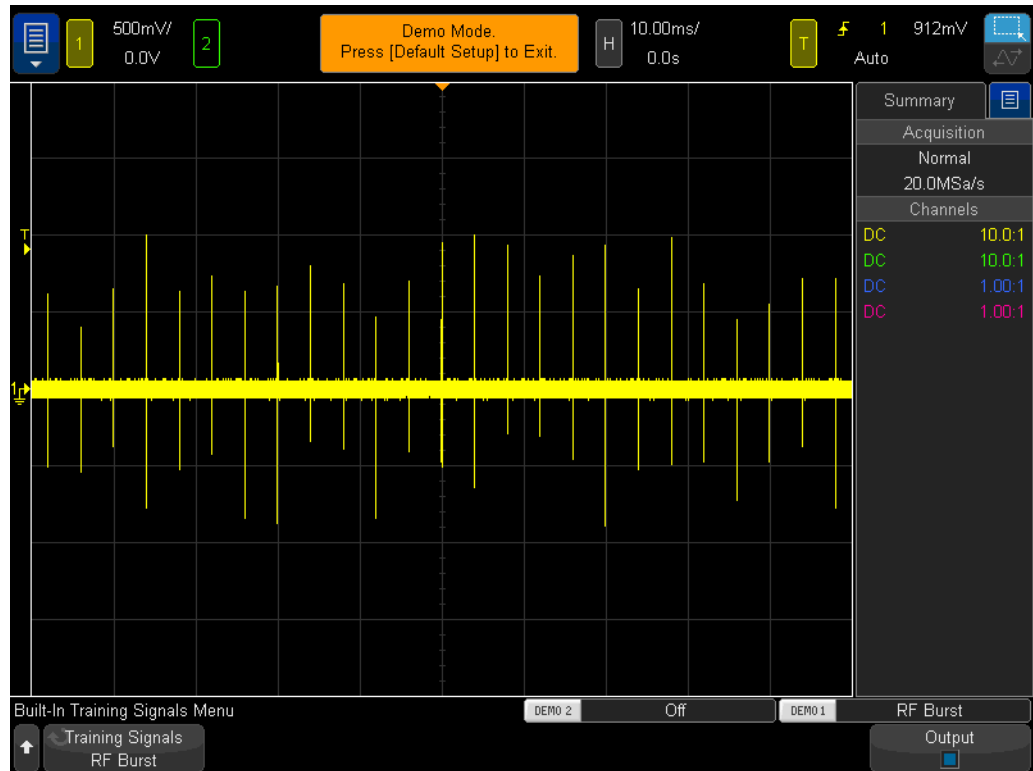 1
500mV/
0.0V
2
Demo Mode.
Press [Default Setup] to Exit.
H
10.00ms/
0.0s
T
1
912mV
Auto
Summary
Acquisition
Normal
20.0MSa/s
Channels
DC 10.0:1
DC 10.0:1
DC 1.00:1
DC 1.00:1
T
1
Built-In Training Signals Menu
DEMO 2
Off
DEMO 1
RF Burst
Training Signals
RF Burst
Output